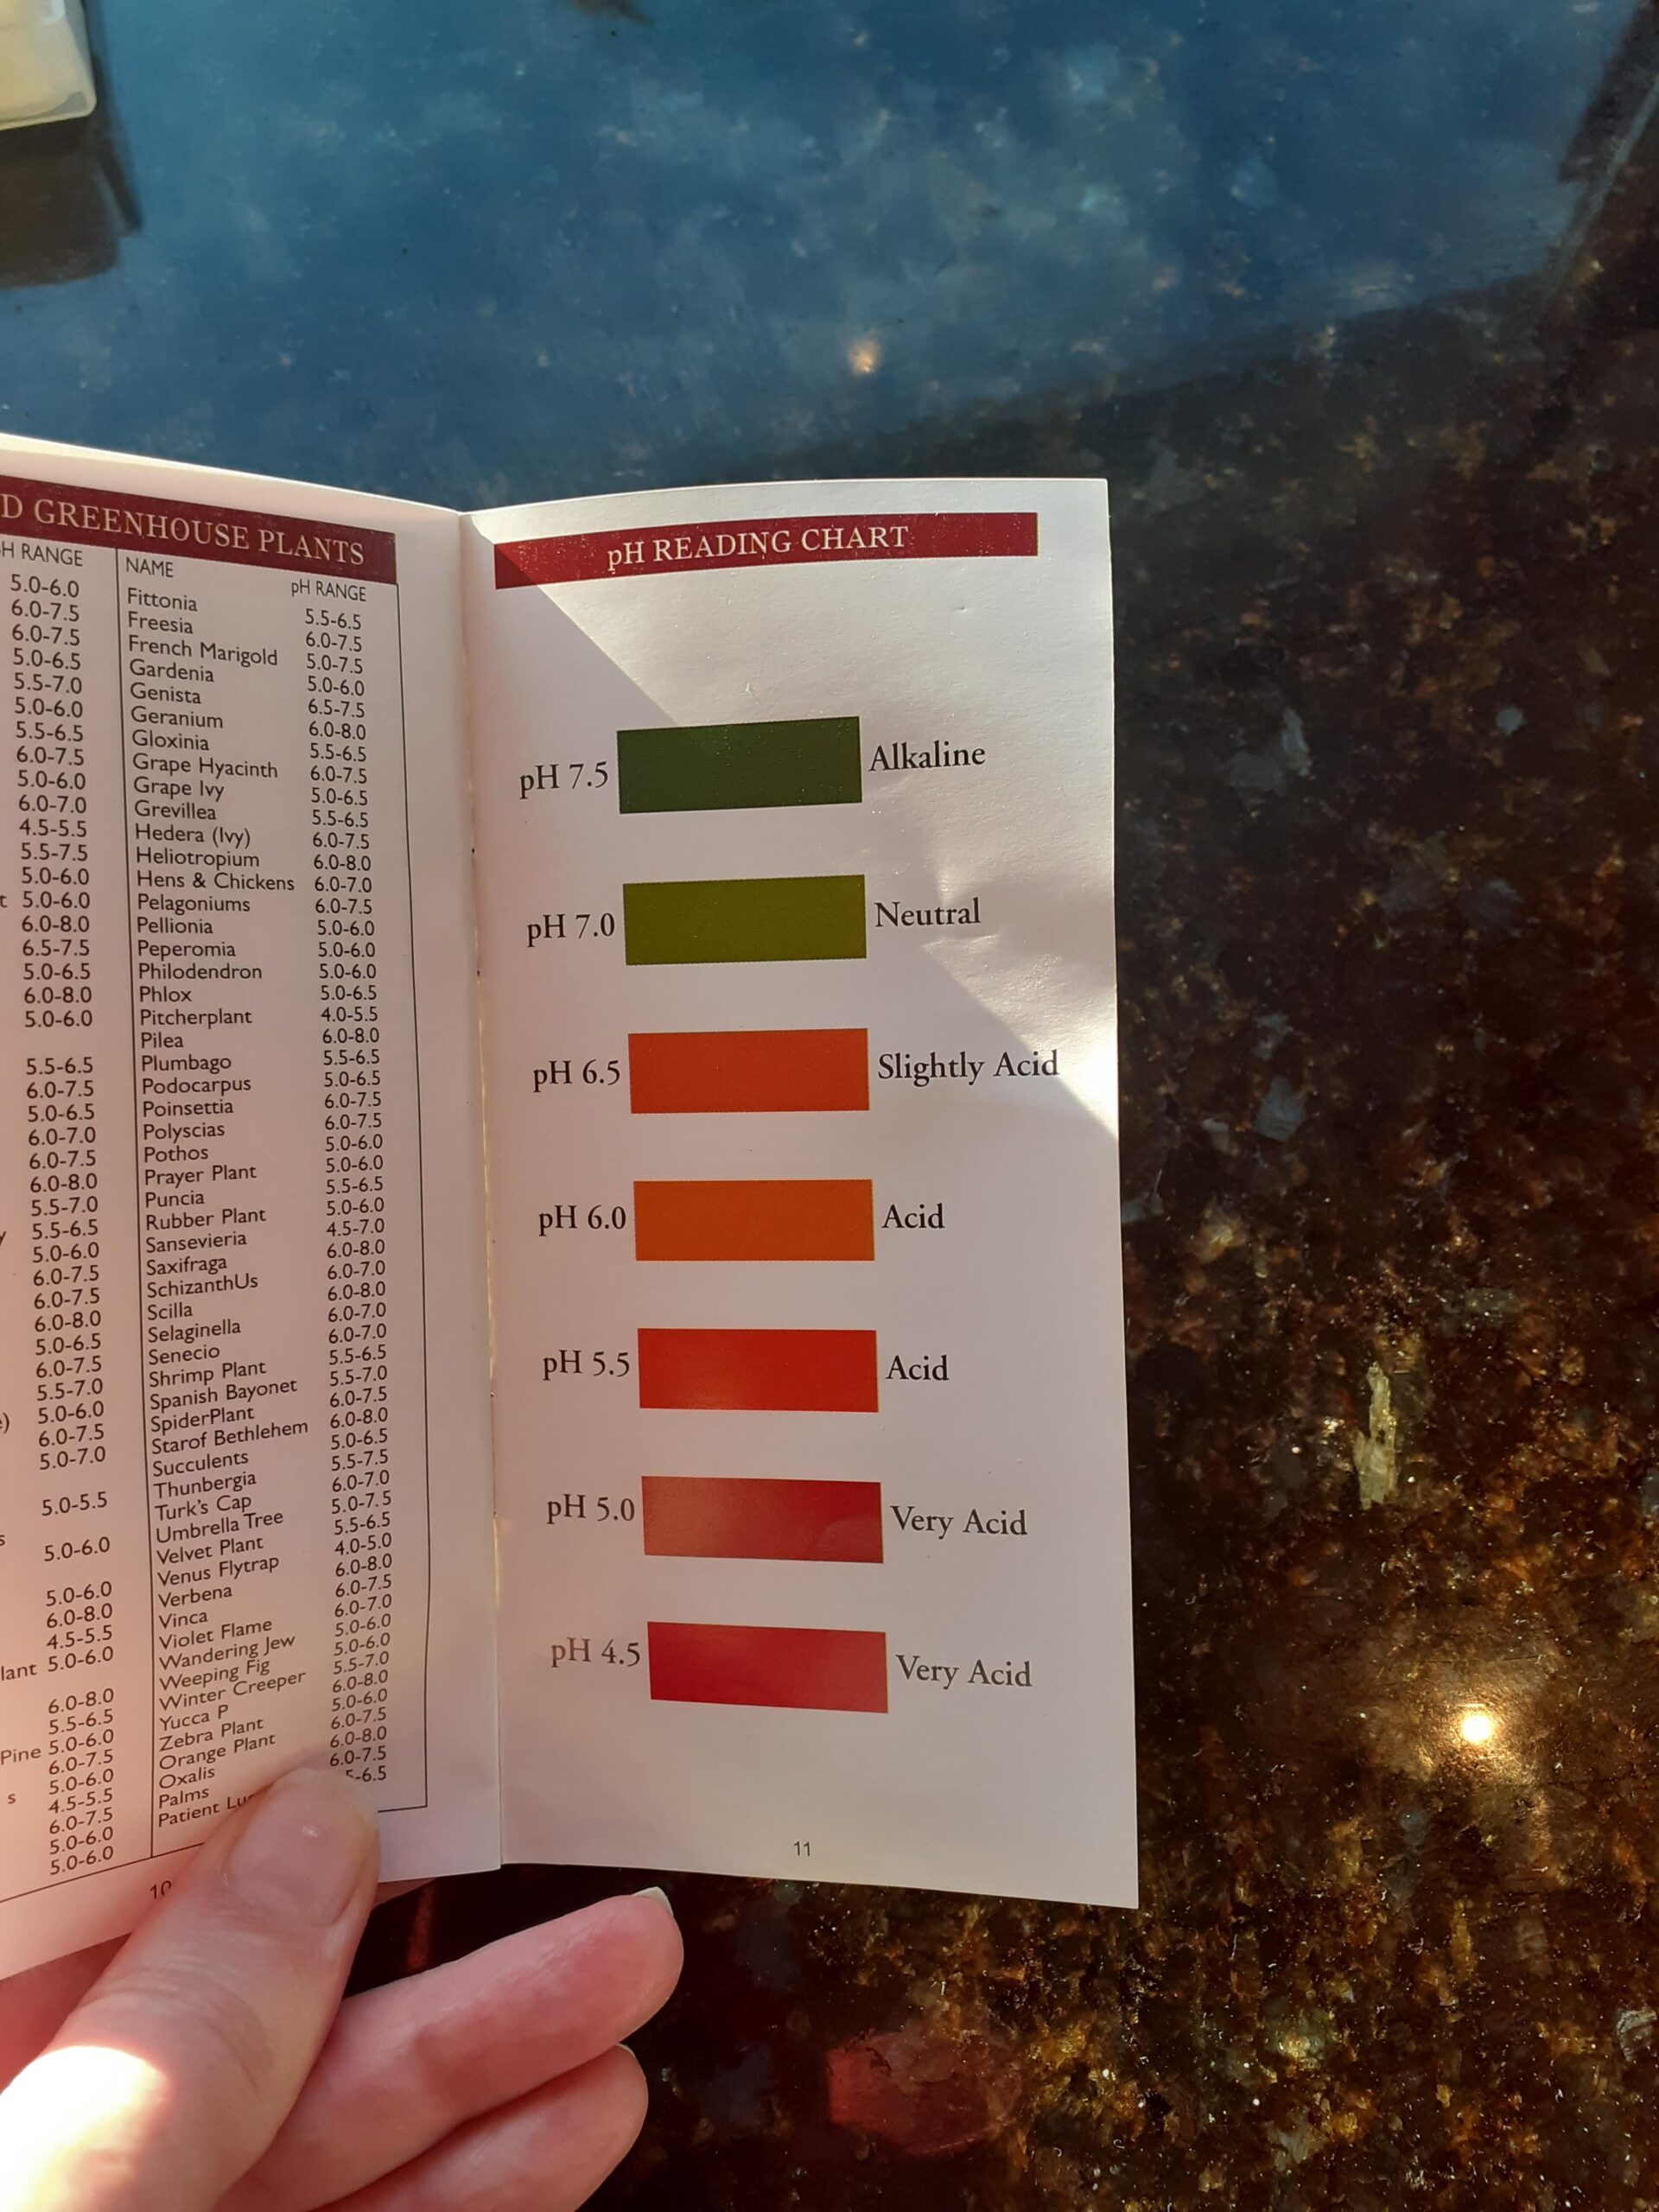 D GREENHOUSE PLANTS
H RANGE
5.0-6.0
6.0-7.5
6.0-7.5
5.0-6.5
5.5-7.0
5.0-6.0
5.5-6.5
6.0-7.5
5.0-6.0
6.0-7.0
4.5-5.5
5.5-7.5
5.0-6.0
t 5.0-6.0
6.0-8.0
6.5-7.5
5.0-6.5
6.0-8.0
5.0-6.0
5.5-6.5
6.0-7.5
5.0-6.5
6.0-7.0
6.0-7.5
6.0-8.0
5.5-7.0
y 5.5-6.5
5.0-6.0
6.0-7.5
6.0-7.5
6.0-8.0
5.0-6.5
6.0-7.5
5.5-7.0
) 5.0-6.0
6.0-7.5
5.0-7.0
5.0-5.5
s
5.0-6.0
5.0-6.0
6.0-8.0
4.5-5.5
lant 5.0-6.0
6.0-8.0
5.5-6.5
Pine 5.0-6.0
6.0-7.5
s 5.0-6.0
4.5-5.5
6.0-7.5
5.0-6.0
5.0-6.0
NAME pH RANGE
Fittonia 5.5-6.5
Freesia 6.0-7.5
French Marigold 5.0-7.5
Gardenia 5.0-6.0
Genista 6.5-7.5
Geranium 6.0-8.0
Gloxinia 5.5-6.5
Grape Hyacinth 6.0-7.5
Grape Ivy 5.0-6.5
Grevillea 5.5-6.5
Hedera (Ivy) 6.0-7.5
Heliotropium 6.0-8.0
Hens & Chickens 6.0-7.0
Pelagoniums 6.0-7.5
Pellionia 5.0-6.0
Peperomia 5.0-6.0
Philodendron 5.0-6.0
Phlox 5.0-6.5
Pitcherplant 4.0-5.5
Pilea 6.0-8.0
Plumbago 5.5-6.5
Podocarpus 5.0-6.5
Poinsettia 6.0-7.5
Polyscias 6.0-7.5
Pothos 5.0-6.0
Prayer Plant 5.0-6.0
Puncia 5.5-6.5
Rubber Plant 5.0-6.0
Sansevieria 4.5-7.0
Saxifraga 6.0-8.0
SchizanthUs 6.0-7.0
Scilla 6.0-8.0
Selaginella 6.0-7.0
Senecio 6.0-7.0
Shrimp Plant 5.5-6.5
Spanish Bayonet 5.5-7.0
SpiderPlant 6.0-7.5
Starof Bethlehem 6.0-8.0
Succulents 5.0-6.5
Thunbergia 5.5-7.5
Turk's Cap 6.0-7.0
Umbrella Tree 5.0-7.5
Velvet Plant 5.5-6.5
Venus Flytrap 4.0-5.0
Verbena 6.0-8.0
Vinca 6.0-7.5
Violet Flame 6.0-7.0
Wandering Jew 5.0-6.0
Weeping Fig 5.0-6.0
Winter Creeper 5.5-7.0
Yucca P 6.0-8.0
Zebra Plant 5.0-6.0
Orange Plant 6.0-7.5
Oxalis 6.0-8.0
Palms 6.0-7.5
Patient 5-6.5
10
pH READING CHART
pH 7.5 Alkaline
pH 7.0 Neutral
pH 6.5 Slightly Acid
pH 6.0 Acid
pH 5.5 Acid
pH 5.0 Very Acid
pH 4.5 Very Acid
11